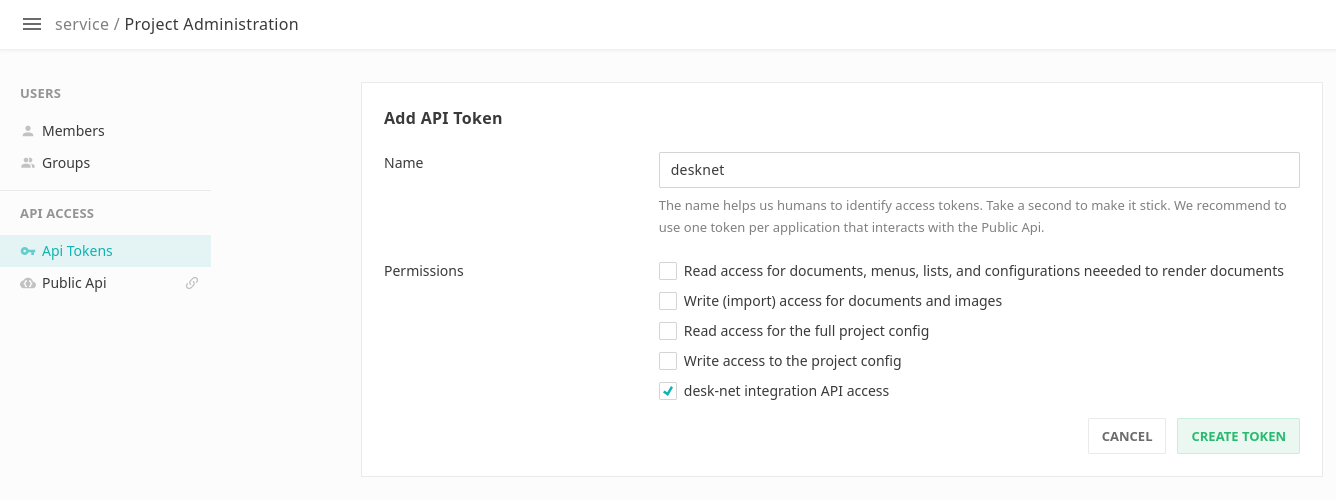 service / Project Administration
USERS
Members
Groups
API ACCESS
Api Tokens
Public Api
Add API Token
Name
desknet
The name helps us humans to identify access tokens. Take a second to make it stick. We recommend to
use one token per application that interacts with the Public Api.
Permissions
Read access for documents, menus, lists, and configurations neeeded to render documents
Write (import) access for documents and images
Read access for the full project config
Write access to the project config
desk-net integration API access
CANCEL
CREATE TOKEN